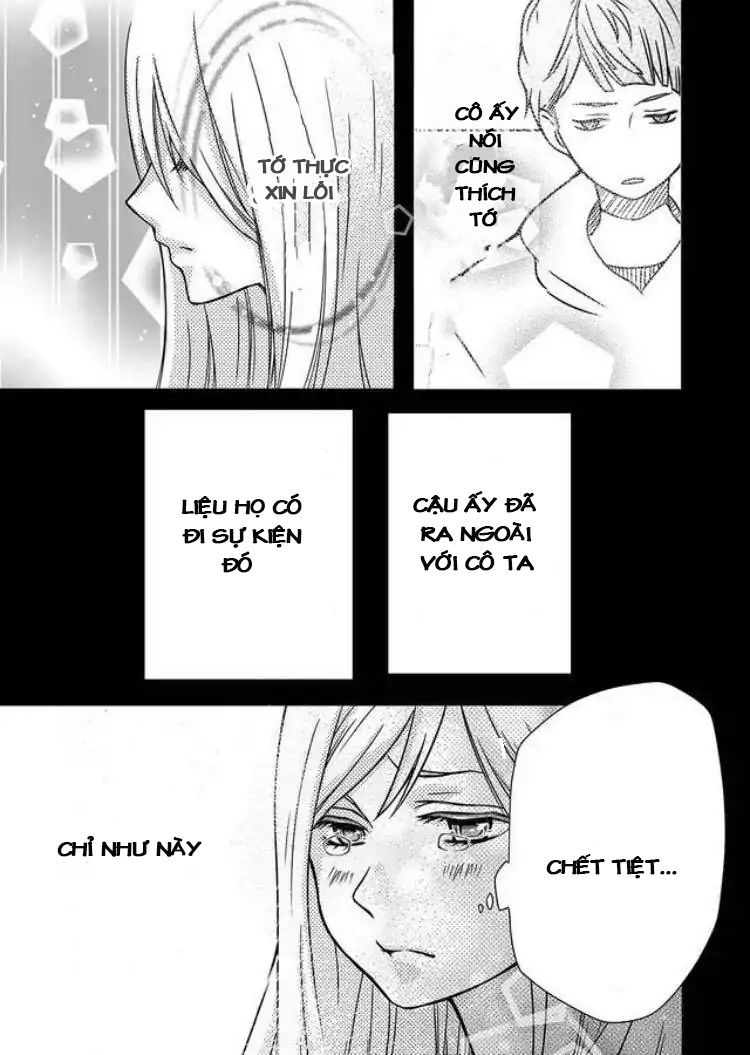 CÔ ẤY
NÓI
CŨNG
THÍCH
TỚ
TỚ THỰC
XIN LỖI
CẬU ẤY ĐÃ
RA NGOÀI
VỚI CÔ TA
LIỆU HỌ CÓ
ĐI SỰ KIỆN
ĐÓ
CHẾT TIỆT...
CHỈ NHƯ NÀY